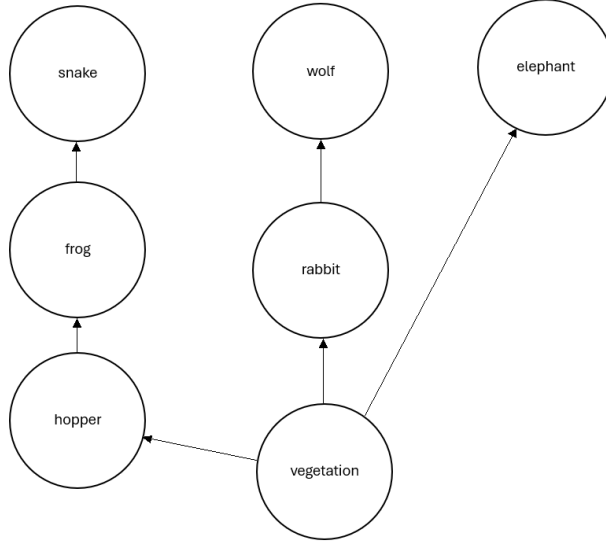 snake
wolf
elephant
frog
rabbit
hopper
vegetation